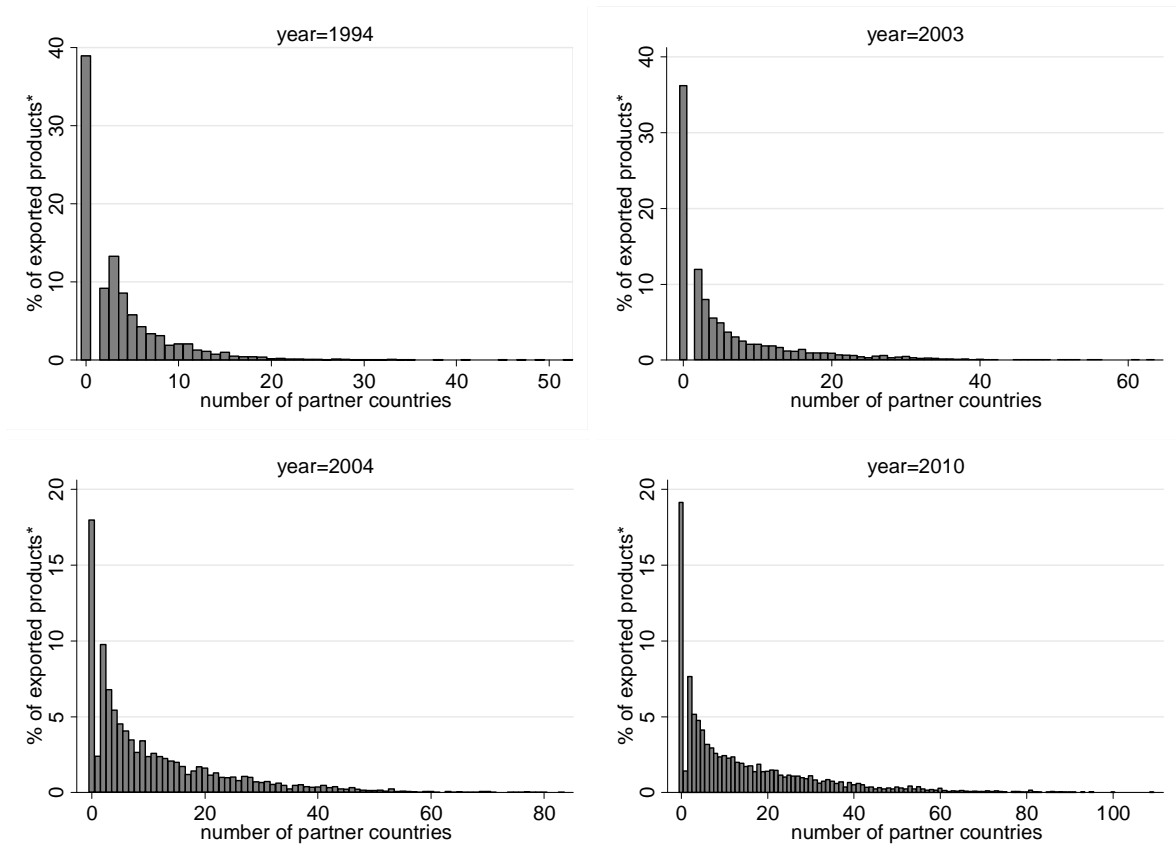 year=1994
% of exported products*
40
30
20
10
0
0 10 20 30 40 50
number of partner countries
year=2003
% of exported products*
40
30
20
10
0
0 20 40 60
number of partner countries
year=2004
% of exported products*
20
15
10
5
0
0 20 40 60 80
number of partner countries
year=2010
% of exported products*
20
15
10
5
0
0 20 40 60 80 100
number of partner countries